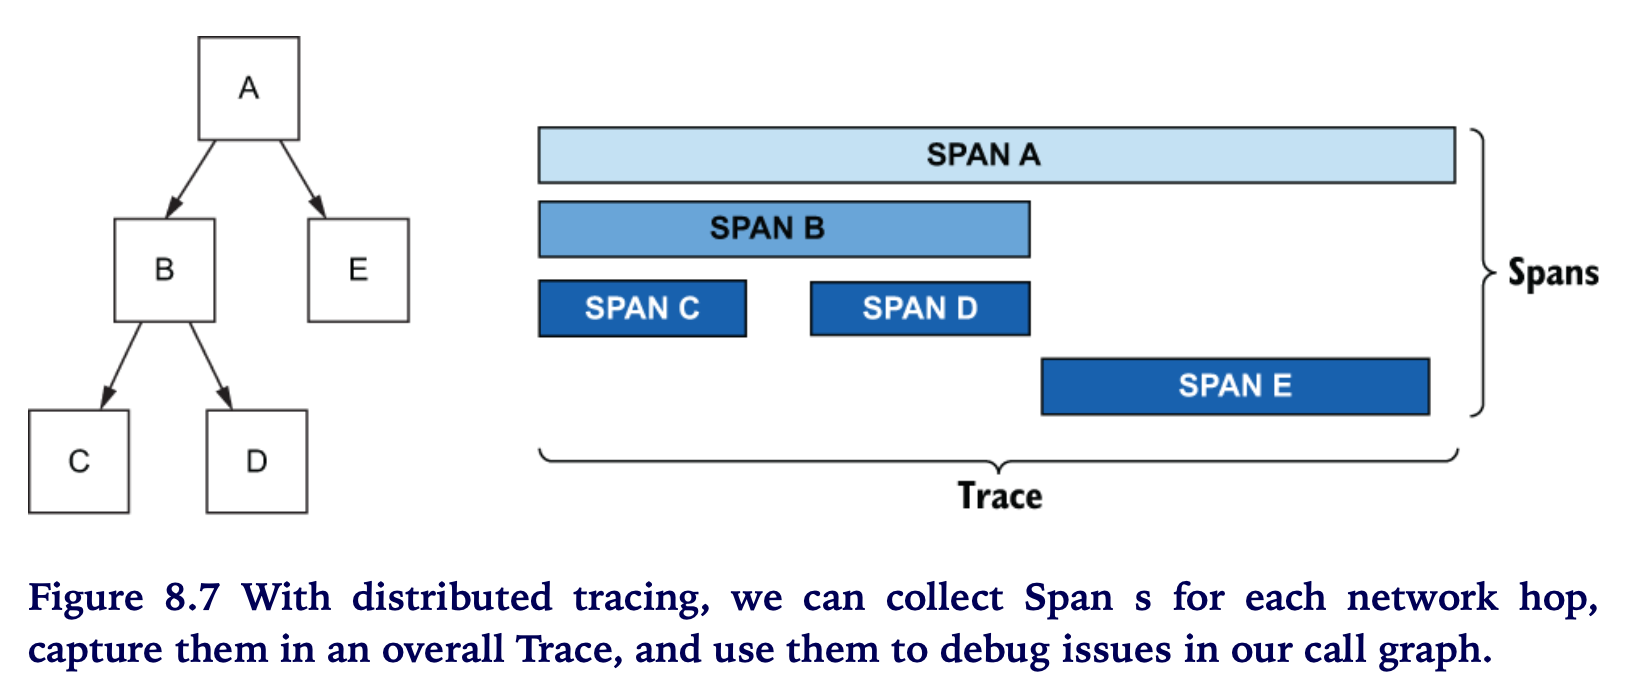 A
B
E
C
D
SPAN A
SPAN B
SPAN C
SPAN D
SPAN E
Spans
Trace
Figure 8.7 With distributed tracing, we can collect Span s for each network hop,
capture them in an overall Trace, and use them to debug issues in our call graph.